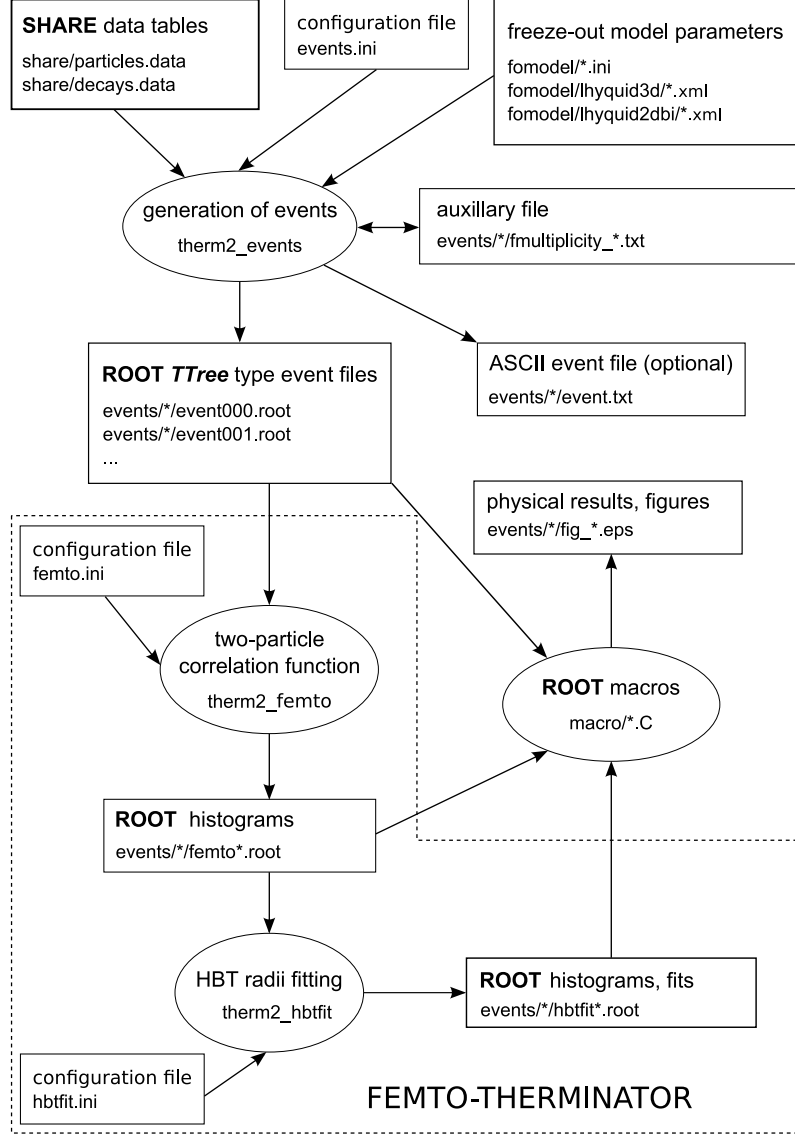 SHARE data tables
share/particles.data
share/decays.data
configuration file
events.ini
freeze-out model parameters
fomodel/*.ini
fomodel/lhyquid3d/*.xml
fomodel/lhyquid2dbi/*.xml
generation of events
therm2_events
auxillary file
events/*/fmultiplicity_*.txt
ROOT TTree type event files
events/*/event000.root
events/*/event001.root
...
ASCII event file (optional)
events/*/event.txt
physical results, figures
events/*/fig_*.eps
configuration file
femto.ini
two-particle
correlation function
therm2_femto
ROOT macros
macro/*.C
ROOT histograms
events/*/femto*.root
HBT radii fitting
therm2_hbtfit
ROOT histograms, fits
events/*/hbtfit*.root
configuration file
hbtfit.ini
FEMTO-THERMINATOR